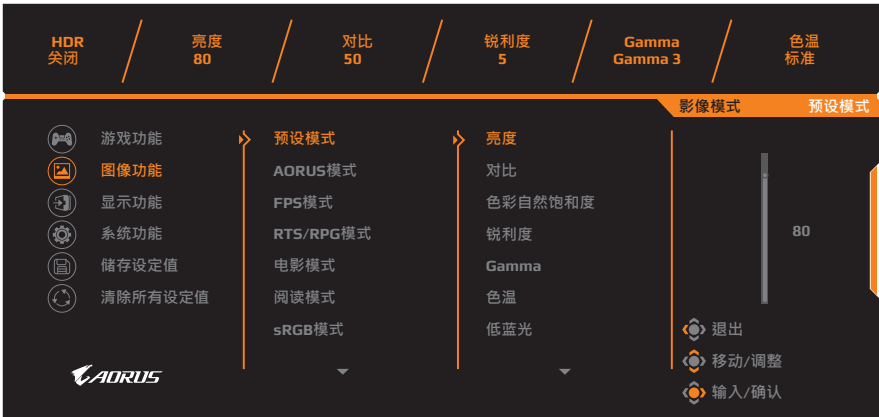 HDR
关闭
亮度
80
对比
50
锐利度
5
Gamma
Gamma 3
色温
标准
影像模式 预设模式
游戏功能
图像功能
显示功能
系统功能
储存设定值
清除所有设定值
预设模式
AORUS模式
FPS模式
RTS/RPG模式
电影模式
阅读模式
sRGB模式
亮度
对比
色彩自然饱和度
锐利度
Gamma
色温
低蓝光
80
退出
移动/调整
输入/确认
AORUS